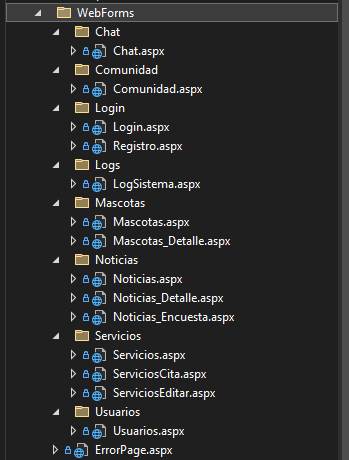 WebForms
Chat
Chat.aspx
Comunidad
Comunidad.aspx
Login
Login.aspx
Registro.aspx
Logs
LogSistema.aspx
Mascotas
Mascotas.aspx
Mascotas_Detalle.aspx
Noticias
Noticias.aspx
Noticias_Detalle.aspx
Noticias_Encuesta.aspx
Servicios
Servicios.aspx
ServiciosCita.aspx
ServiciosEditar.aspx
Usuarios
Usuarios.aspx
ErrorPage.aspx